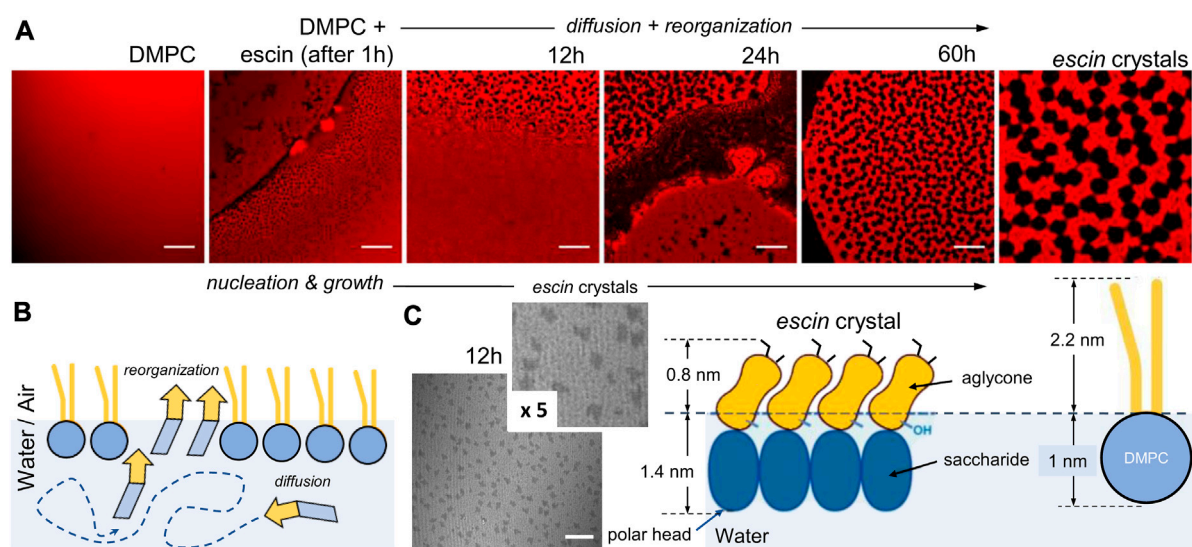 A
DMPC
DMPC +
escin (after 1h)
diffusion + reorganization
12h
24h
60h
escin crystals
nucleation & growth
escin crystals
B
Water / Air
reorganization
diffusion
C
12h
x 5
escin crystal
0.8 nm
1.4 nm
aglycone
OH
saccharide
polar head
Water
2.2 nm
1 nm
DMPC